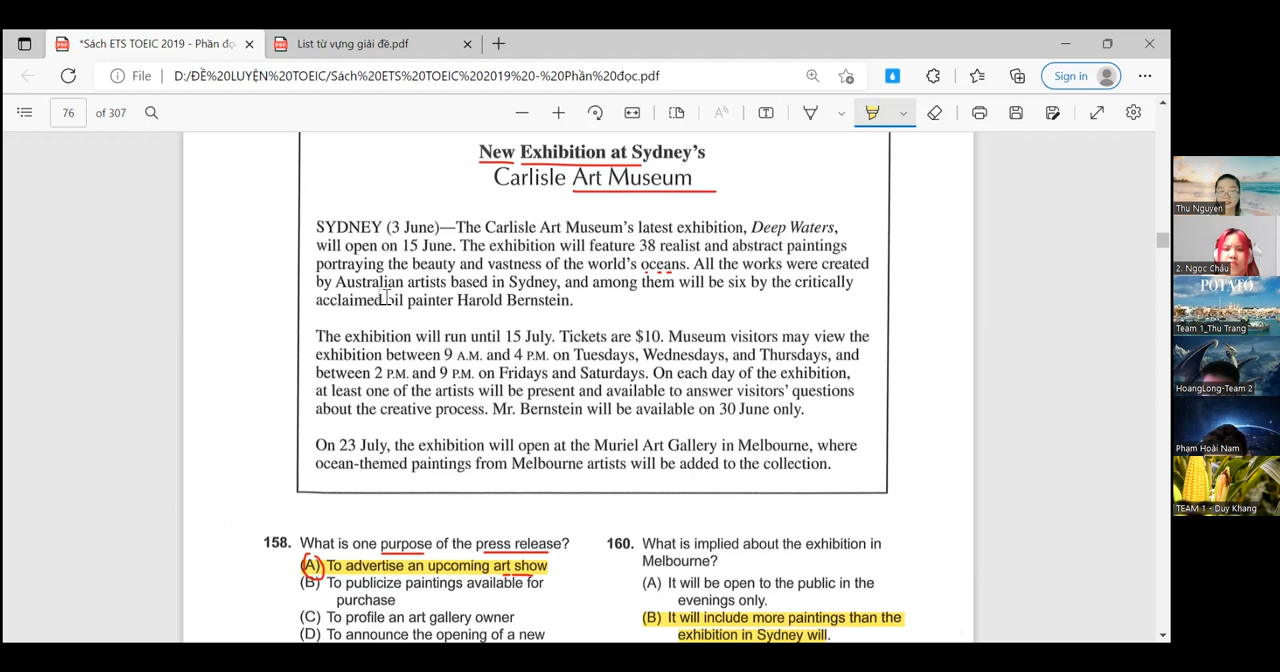 *Sách ETS TOEIC 2019 - Phần đọc
List từ vựng giải đề.pdf
File
D:/ĐỀ%20LUYỆN%20TOEIC/Sách%20ETS%20TOEIC%202019%20-%20Phần%20đọc.pdf
Sign in
76 of 307
New Exhibition at Sydney's
Carlisle Art Museum
SYDNEY (3 June)—The Carlisle Art Museum's latest exhibition, Deep Waters,
will open on 15 June. The exhibition will feature 38 realist and abstract paintings
portraying the beauty and vastness of the world's oceans. All the works were created
by Australian artists based in Sydney, and among them will be six by the critically
acclaimed oil painter Harold Bernstein.
The exhibition will run until 15 July. Tickets are $10. Museum visitors may view the
exhibition between 9 A.M. and 4 P.M. on Tuesdays, Wednesdays, and Thursdays, and
between 2 P.M. and 9 P.M. on Fridays and Saturdays. On each day of the exhibition,
at least one of the artists will be present and available to answer visitors' questions
about the creative process. Mr. Bernstein will be available on 30 June only.
On 23 July, the exhibition will open at the Muriel Art Gallery in Melbourne, where
ocean-themed paintings from Melbourne artists will be added to the collection.
158. What is one purpose of the press release?
(A) To advertise an upcoming art show
(B) To publicize paintings available for
purchase
(C) To profile an art gallery owner
(D) To announce the opening of a new
160. What is implied about the exhibition in
Melbourne?
(A) It will be open to the public in the
evenings only.
(B) It will include more paintings than the
exhibition in Sydney will.
Thu Nguyen
2. Ngọc Châu
POTATO
Team 1_Thu Trang
HoangLong-Team 2
Phạm Hoài Nam
TEAM 1 - Duy Khang